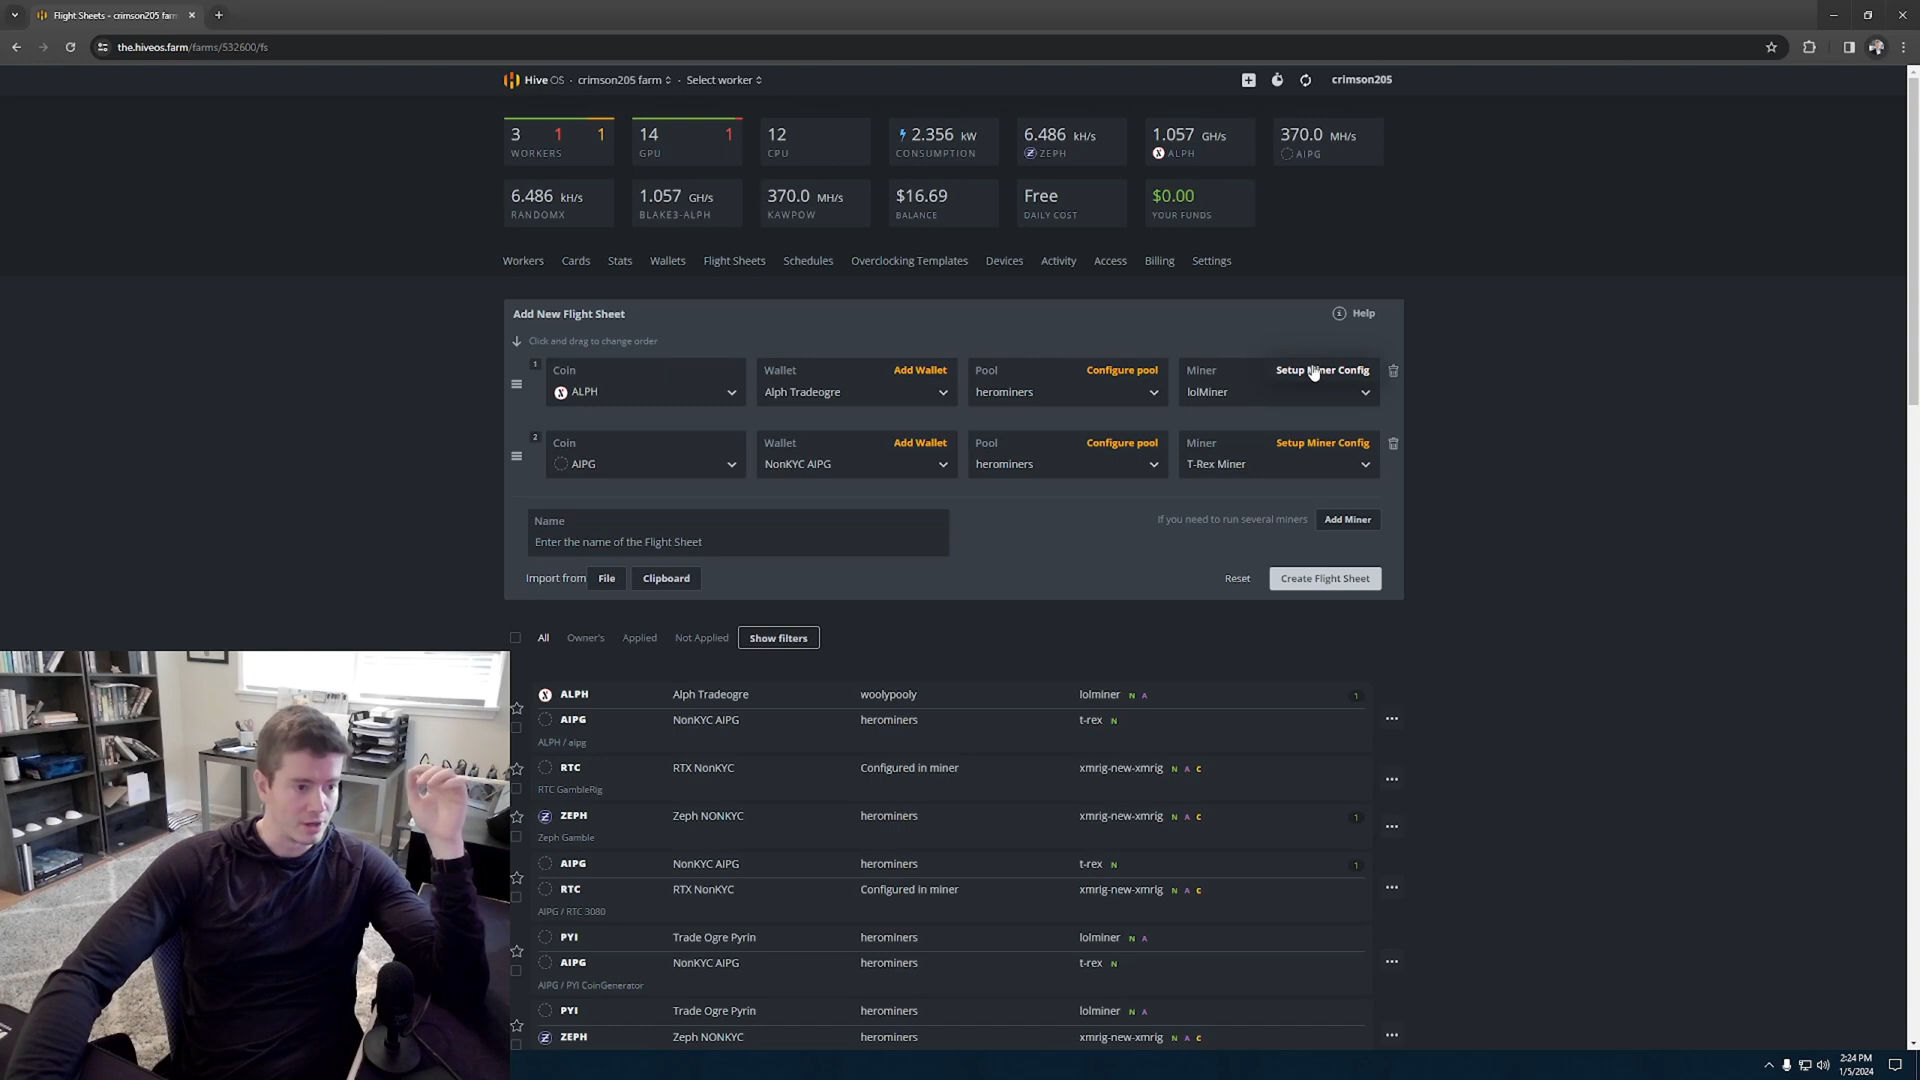 Flight Sheets - crimson205 farm
the.hiveos.farm/farms/532600/fs
Hive OS · crimson205 farm · Select worker
crimson205
3 1 1
WORKERS
14 1
GPU
12
CPU
2.356 kW
CONSUMPTION
6.486 kH/s
ZEPH
1.057 GH/s
ALPH
370.0 MH/s
AIPG
6.486 kH/s
RANDOMX
1.057 GH/s
BLAKE3-ALPH
370.0 MH/s
KAWPOW
$16.69
BALANCE
Free
DAILY COST
$0.00
YOUR FUNDS
Workers Cards Stats Wallets Flight Sheets Schedules Overclocking Templates Devices Activity Access Billing Settings
Add New Flight Sheet
Help
Click and drag to change order
1
Coin
ALPH
Wallet Add Wallet
Alph Tradeogre
Pool Configure pool
herominers
Miner Setup Miner Config
lolMiner
2
Coin
AIPG
Wallet Add Wallet
NonKYC AIPG
Pool Configure pool
herominers
Miner Setup Miner Config
T-Rex Miner
Name
Enter the name of the Flight Sheet
If you need to run several miners Add Miner
Import from File Clipboard
Reset Create Flight Sheet
All Owner's Applied Not Applied Show filters
ALPH Alph Tradeogre woolypooly lolminer N A 1
AIPG NonKYC AIPG herominers t-rex N
ALPH / aipg
RTC RTX NonKYC Configured in miner xmrig-new-xmrig N A C
RTC GambleRig
ZEPH Zeph NONKYC herominers xmrig-new-xmrig N A C 1
Zeph Gamble
AIPG NonKYC AIPG herominers t-rex N 1
RTC RTX NonKYC Configured in miner xmrig-new-xmrig N A C
AIPG / RTC 3080
PYI Trade Ogre Pyrin herominers lolminer N A
AIPG NonKYC AIPG herominers t-rex N
AIPG / PYI CoinGenerator
PYI Trade Ogre Pyrin herominers lolminer N A
ZEPH Zeph NONKYC herominers xmrig-new-xmrig N A C
2:24 PM
1/5/2024